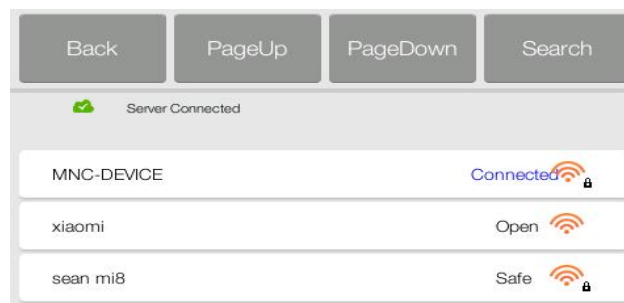 Back PageUp PageDown Search
Server Connected
MNC-DEVICE Connected
xiaomi Open
sean mi8 Safe